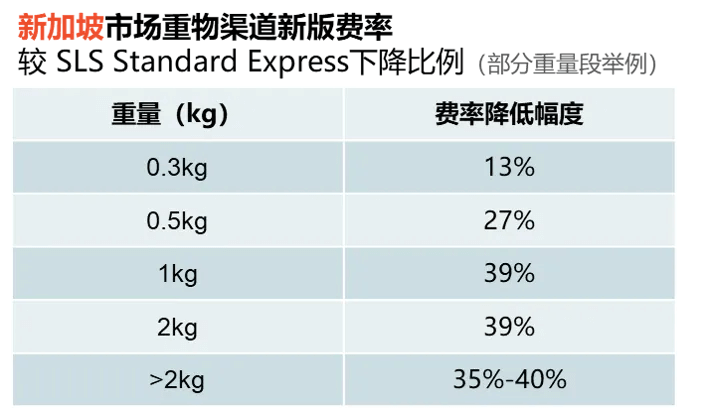 新加坡市场重物渠道新版费率
较 SLS Standard Express下降比例（部分重量段举例）
重量（kg） 费率降低幅度
0.3kg 13%
0.5kg 27%
1kg 39%
2kg 39%
>2kg 35%-40%